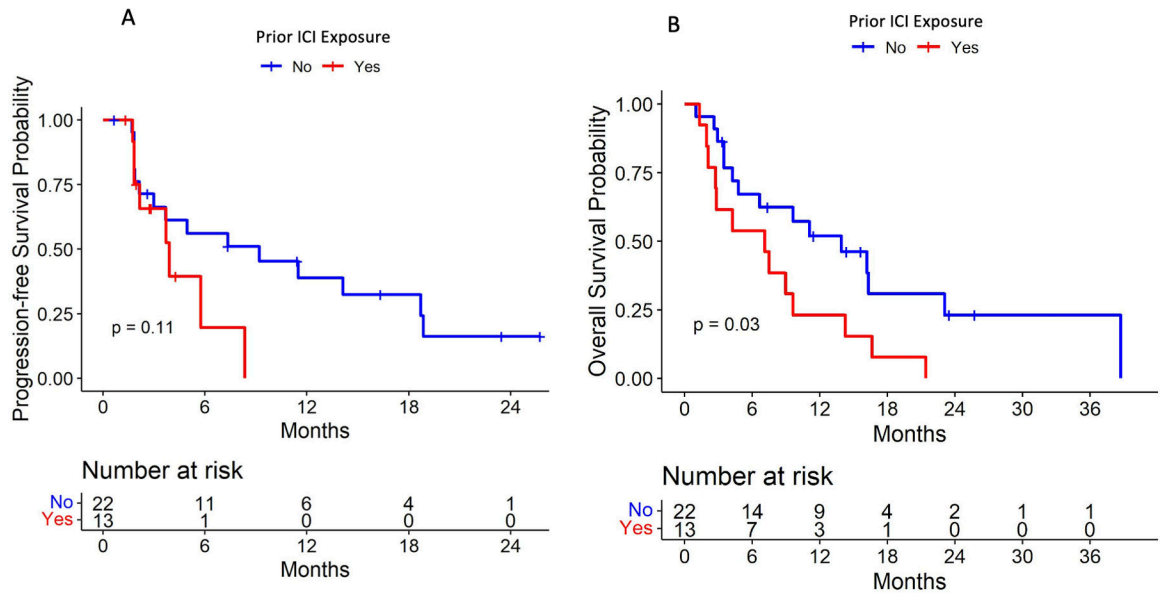 A
Prior ICI Exposure
No Yes
Progression-free Survival Probability
1.00
0.75
0.50
0.25
0.00
p = 0.11
0 6 12 18 24
Months
Number at risk
No 22 11 6 4 1
Yes 13 1 0 0 0
0 6 12 18 24
Months
B
Prior ICI Exposure
No Yes
Overall Survival Probability
1.00
0.75
0.50
0.25
0.00
p = 0.03
0 6 12 18 24 30 36
Months
Number at risk
No 22 14 9 4 2 1 1
Yes 13 7 3 1 0 0 0
0 6 12 18 24 30 36
Months